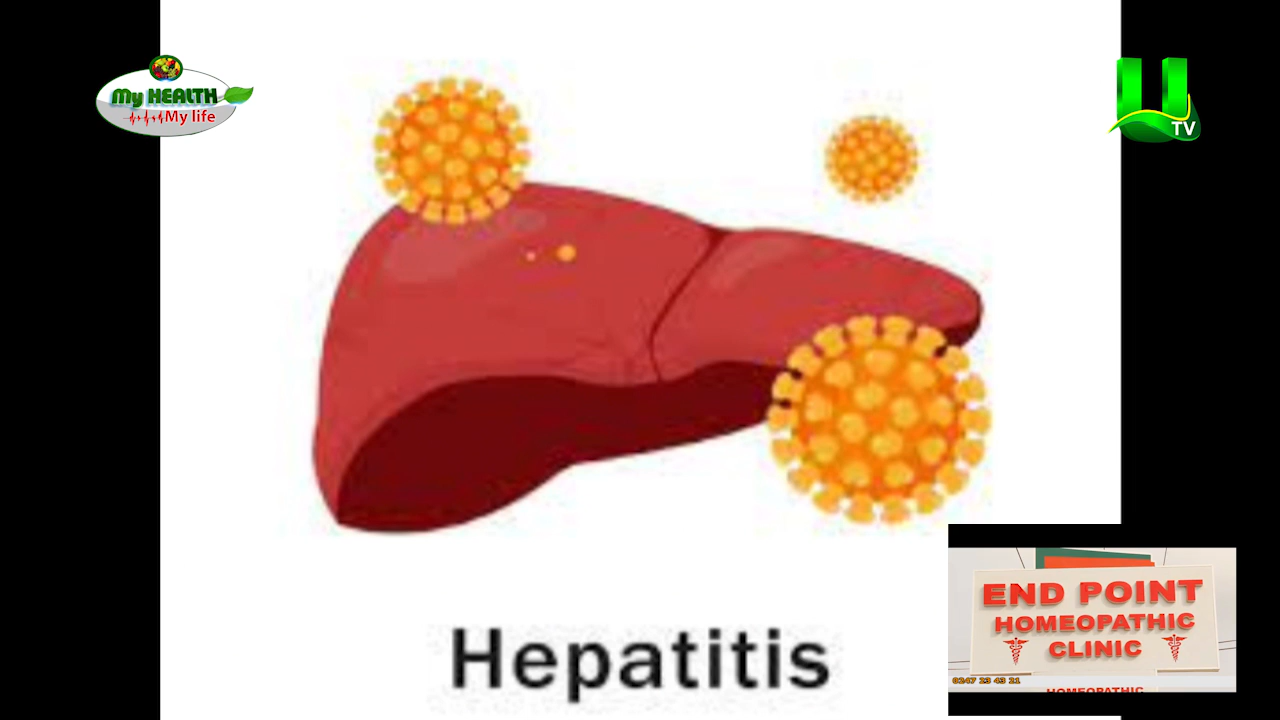 My HEALTH
My life
U
TV
Hepatitis
END POINT
HOMEOPATHIC
CLINIC
0247 23 43 21
HOMEOPATHIC